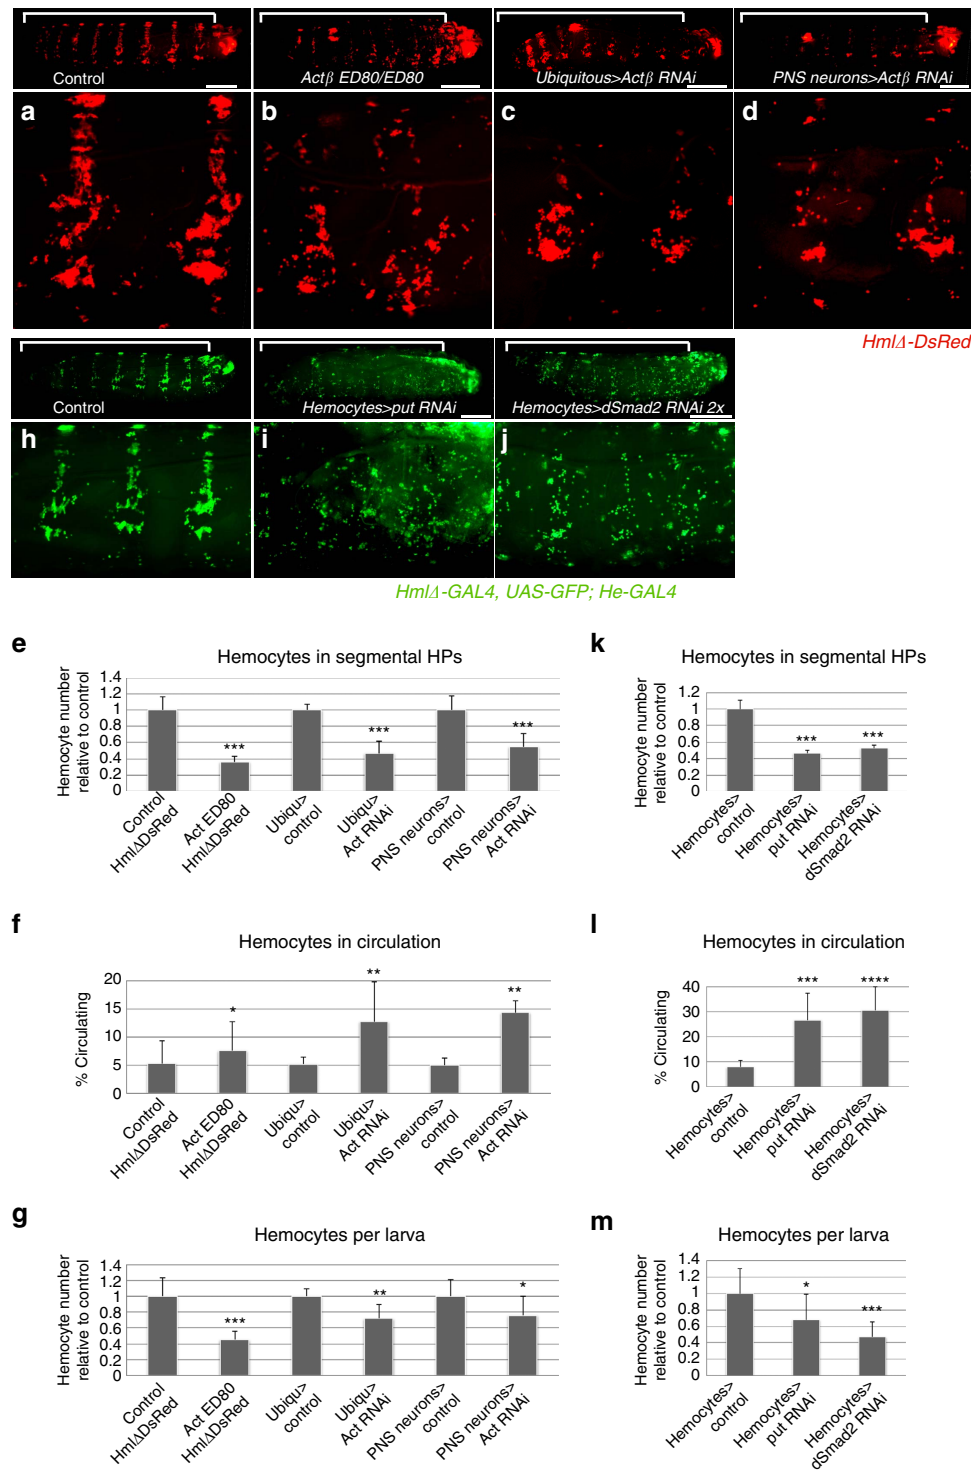 Control
Actβ ED80/ED80
Ubiquitous>Actβ RNAi
PNS neurons>Actβ RNAi
a
b
c
d
HmlΔ-DsRed
Control
Hemocytes>put RNAi
Hemocytes>dSmad2 RNAi 2x
h
i
j
HmlΔ-GAL4, UAS-GFP; He-GAL4
e
Hemocytes in segmental HPs
Hemocyte number
relative to control
1.4
1.2
1
0.8
0.6
0.4
0.2
0
***
***
***
Control
HmlΔDsRed
Act ED80
HmlΔDsRed
Ubiqu>
control
Ubiqu>
Act RNAi
PNS neurons>
control
PNS neurons>
Act RNAi
k
Hemocytes in segmental HPs
Hemocyte number
relative to control
1.2
1
0.8
0.6
0.4
0.2
0
***
***
Hemocytes>
control
Hemocytes>
put RNAi
Hemocytes>
dSmad2 RNAi
f
Hemocytes in circulation
% Circulating
20
15
10
5
0
*
**
**
Control
HmlΔDsRed
Act ED80
HmlΔDsRed
Ubiqu>
control
Ubiqu>
Act RNAi
PNS neurons>
control
PNS neurons>
Act RNAi
l
Hemocytes in circulation
% Circulating
40
30
20
10
0
***
****
Hemocytes>
control
Hemocytes>
put RNAi
Hemocytes>
dSmad2 RNAi
g
Hemocytes per larva
Hemocyte number
relative to control
1.4
1.2
1
0.8
0.6
0.4
0.2
0
***
**
*
Control
HmlΔDsRed
Act ED80
HmlΔDsRed
Ubiqu>
control
Ubiqu>
Act RNAi
PNS neurons>
control
PNS neurons>
Act RNAi
m
Hemocytes per larva
Hemocyte number
relative to control
1.4
1.2
1
0.8
0.6
0.4
0.2
0
*
***
Hemocytes>
control
Hemocytes>
put RNAi
Hemocytes>
dSmad2 RNAi